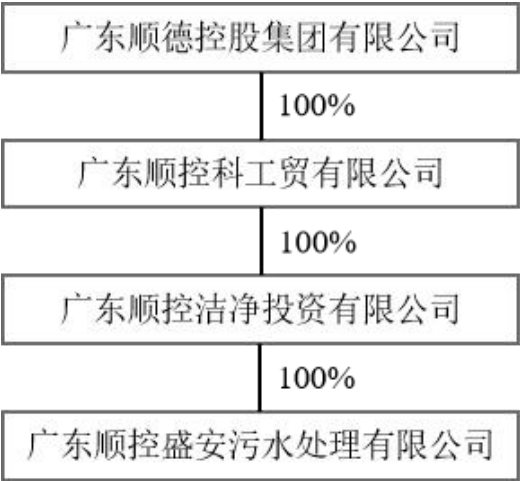 广东顺德控股集团有限公司
100%
广东顺控科工贸有限公司
100%
广东顺控洁净投资有限公司
100%
广东顺控盛安污水处理有限公司